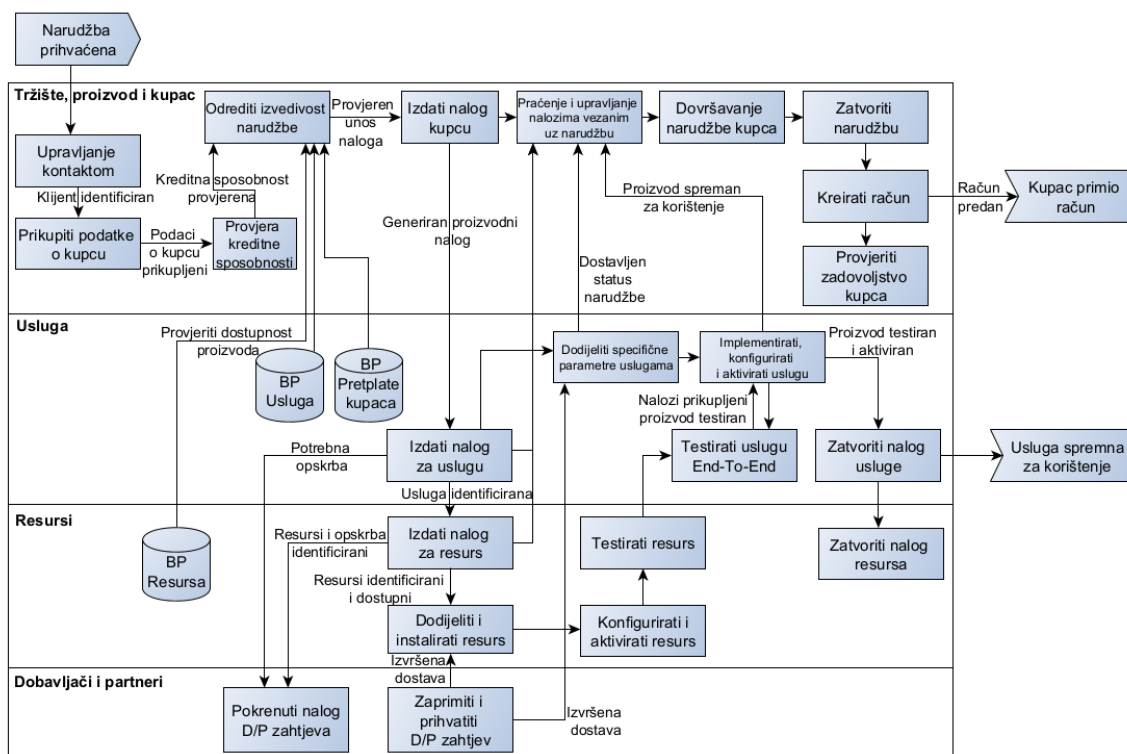 Narudžba
prihvaćena
Tržište, proizvod i kupac
Upravljanje
kontaktom
Klijent identificiran
Prikupiti podatke
o kupcu
Podaci
o kupcu
prikupljeni
Provjera
kreditne
sposobnosti
Kreditna sposobnost
provjerena
Odrediti izvedivost
narudžbe
Provjeren
unos
naloga
Izdati nalog
kupcu
Generiran proizvodni
nalog
Praćenje i upravljanje
nalozima vezanim
uz narudžbu
Dostavljen
status
narudžbe
Proizvod spreman
za korištenje
Dovršavanje
narudžbe kupca
Zatvoriti
narudžbu
Kreirati račun
Račun
predan
Kupac primio
račun
Provjeriti
zadovoljstvo
kupca
Usluga
Provjeriti dostupnost
proizvoda
BP
Usluga
BP
Pretplate
kupaca
Dodijeliti specifične
parametre uslugama
Implementirati,
konfigurirati
i aktivirati uslugu
Proizvod testiran
i aktiviran
Nalozi prikupljeni
proizvod testiran
Potrebna
opskrba
Izdati nalog
za uslugu
Testirati uslugu
End-To-End
Zatvoriti nalog
usluge
Usluga spremna
za korištenje
Usluga identificirana
Resursi
BP
Resursa
Resursi i opskrba
identificirani
Izdati nalog
za resurs
Resursi identificirani
i dostupni
Testirati resurs
Zatvoriti nalog
resursa
Dodijeliti i
instalirati resurs
Konfigurirati i
aktivirati resurs
Dobavljači i partneri
Izvršena
dostava
Pokrenuti nalog
D/P zahtjeva
Zaprimiti i
prihvatiti
D/P zahtjev
Izvršena
dostava